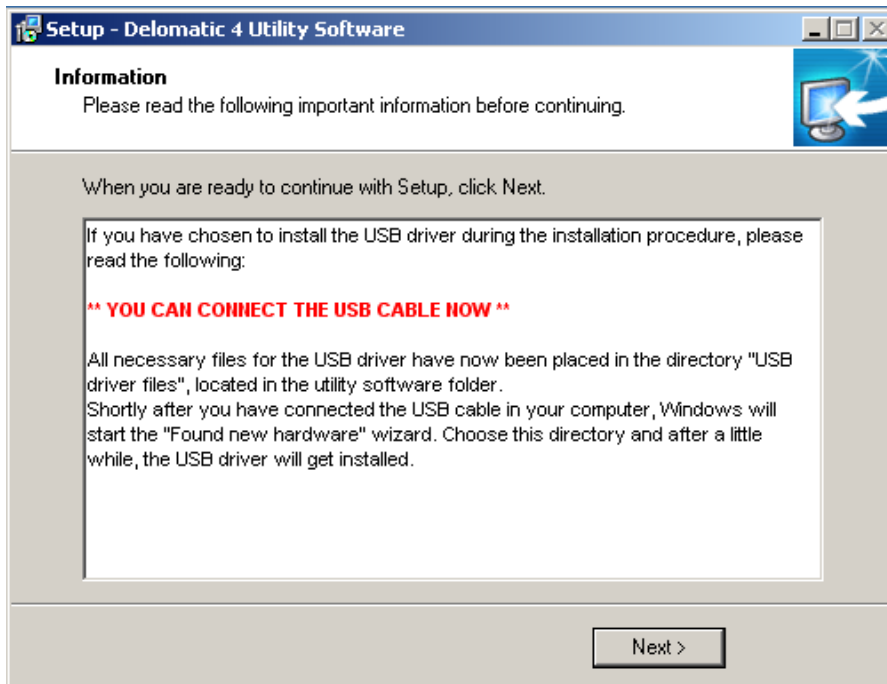 Setup - Delomatic 4 Utility Software
Information
Please read the following important information before continuing.
When you are ready to continue with Setup, click Next.
If you have chosen to install the USB driver during the installation procedure, please
read the following:
** YOU CAN CONNECT THE USB CABLE NOW **
All necessary files for the USB driver have now been placed in the directory "USB
driver files", located in the utility software folder.
Shortly after you have connected the USB cable in your computer, Windows will
start the "Found new hardware" wizard. Choose this directory and after a little
while, the USB driver will get installed.
Next >